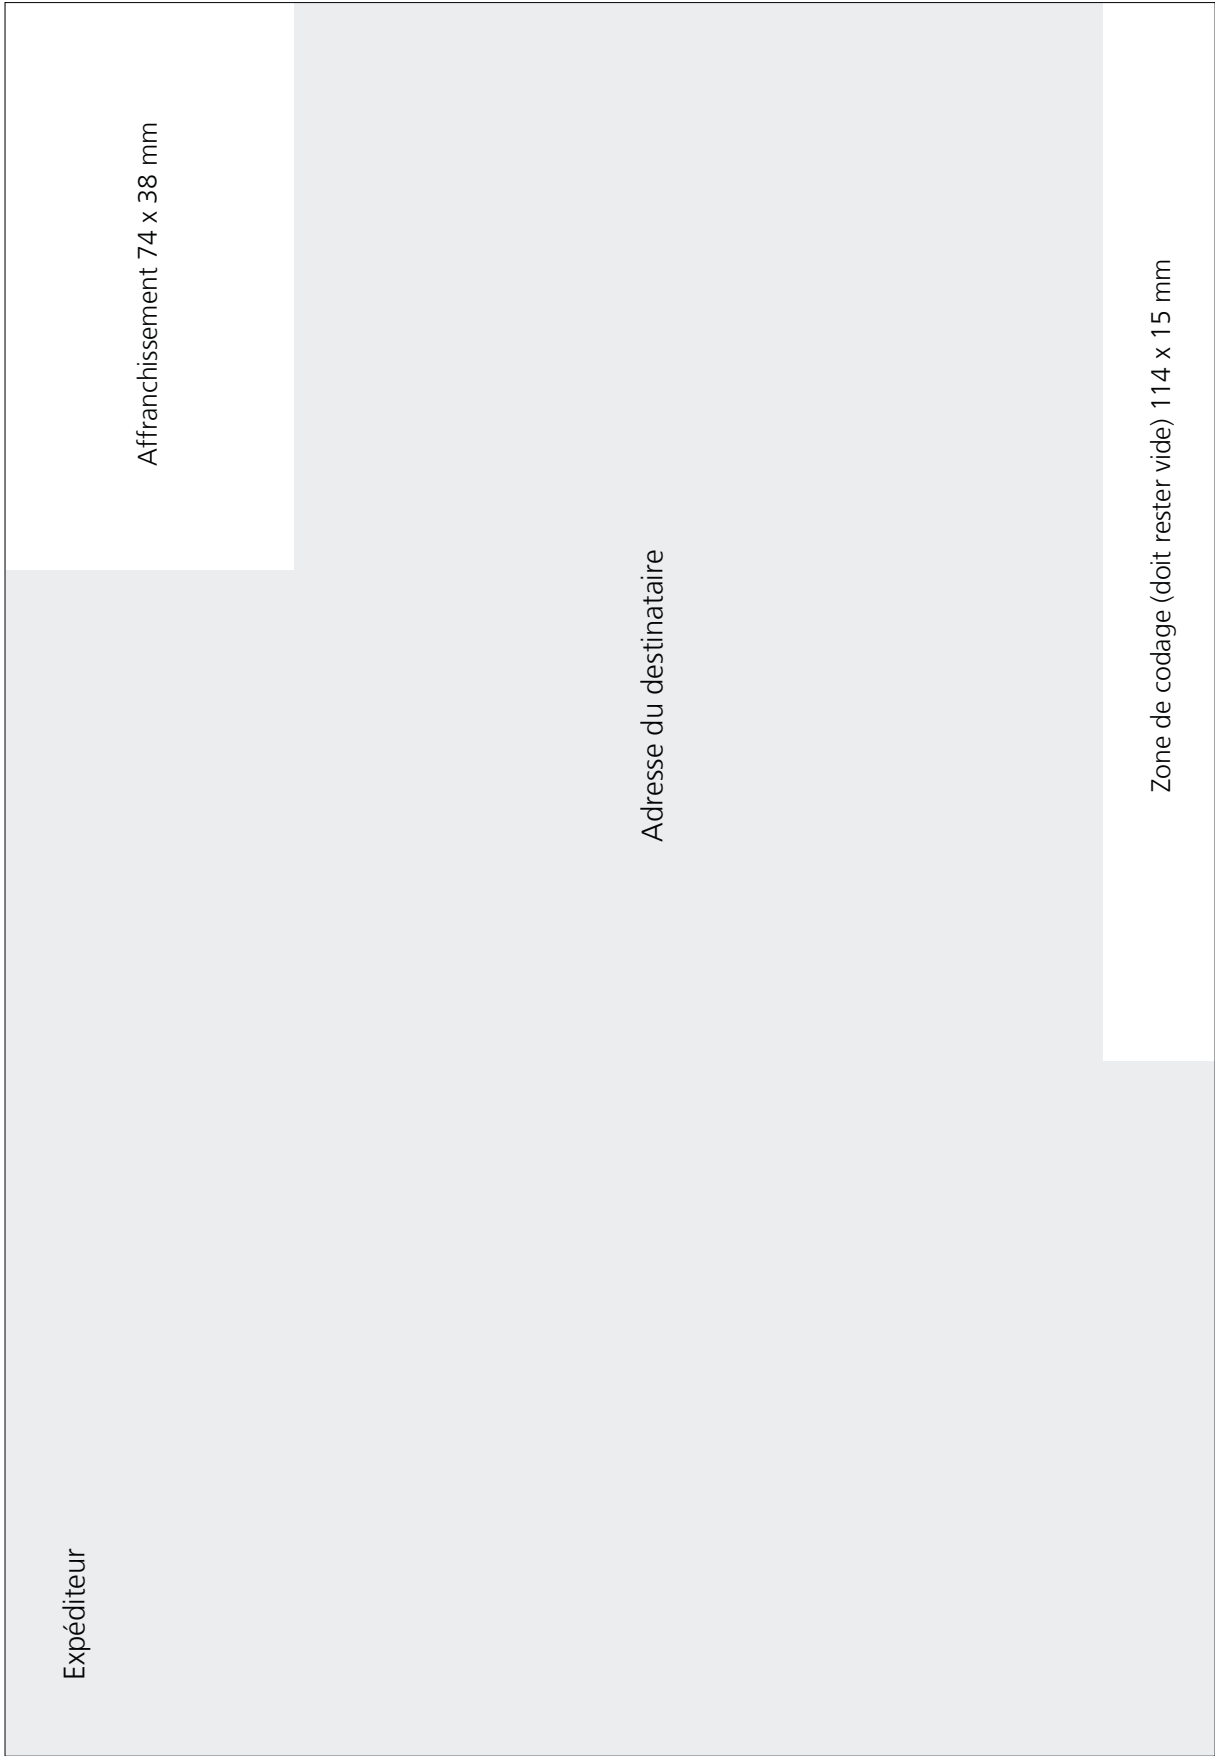 Expéditeur
Affranchissement 74 x 38 mm
Adresse du destinataire
Zone de codage (doit rester vide) 114 x 15 mm